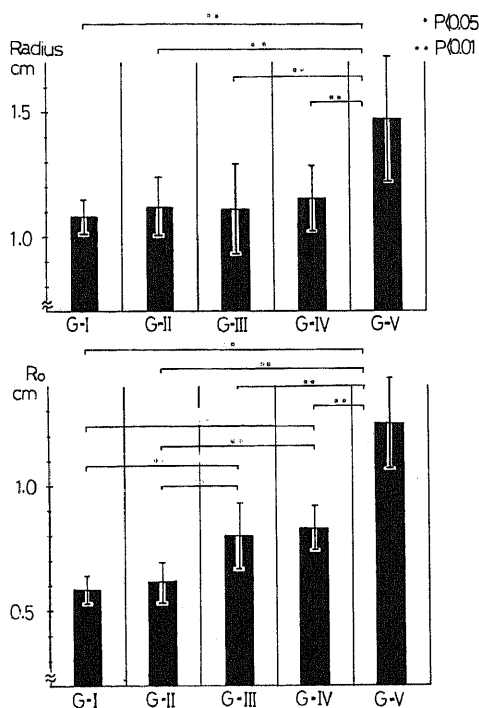 • P⟨0.05
•• P⟨0.01
Radius
cm
1.5
1.0
G-I G-II G-III G-IV G-V
Ro
cm
1.0
0.5
G-I G-II G-III G-IV G-V